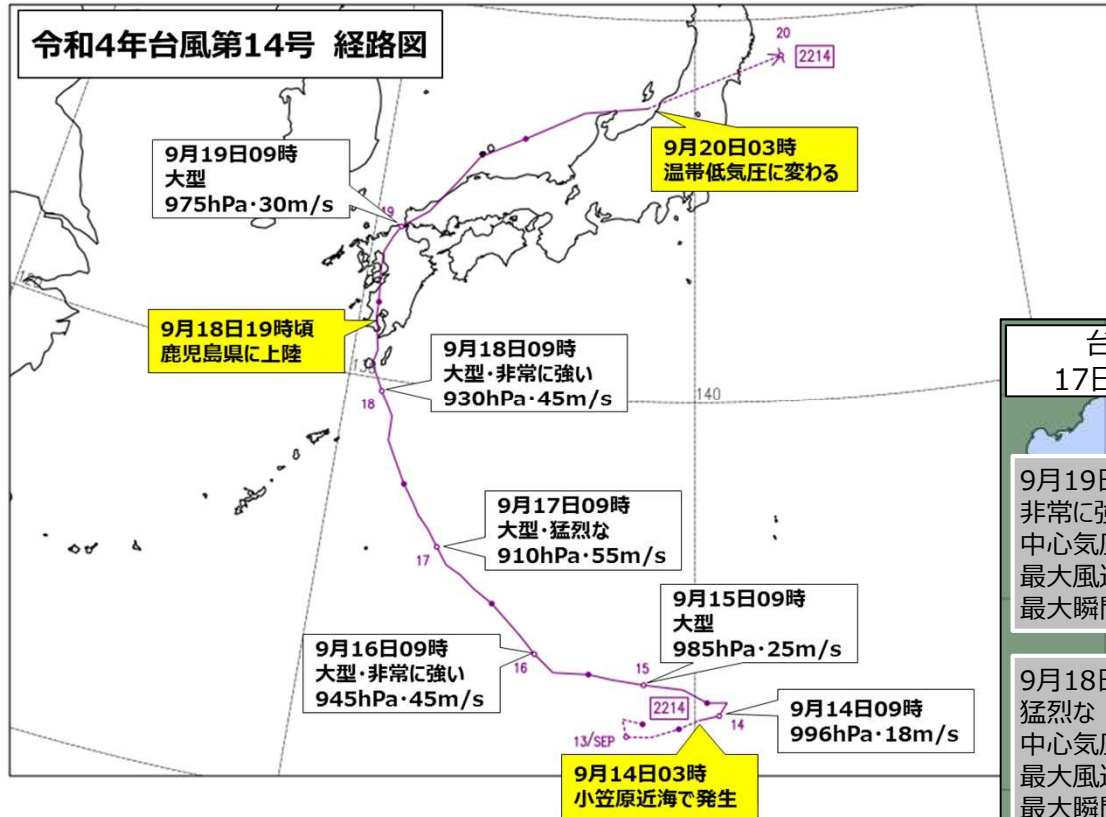 令和4年台風第14号 経路図
20
2214
9月20日03時
温帯低気圧に変わる
9月19日09時
大型
975hPa・30m/s
19
9月18日19時頃
鹿児島県に上陸
130
9月18日09時
大型・非常に強い
930hPa・45m/s
18
140
9月17日09時
大型・猛烈な
910hPa・55m/s
17
9月16日09時
大型・非常に強い
945hPa・45m/s
16
9月15日09時
大型
985hPa・25m/s
15
2214
9月14日09時
996hPa・18m/s
14
13/SEP
9月14日03時
小笠原近海で発生
台
17日
9月19日
非常に強
中心気圧
最大風速
最大瞬間
9月18日
猛烈な
中心気圧
最大風速
最大瞬間